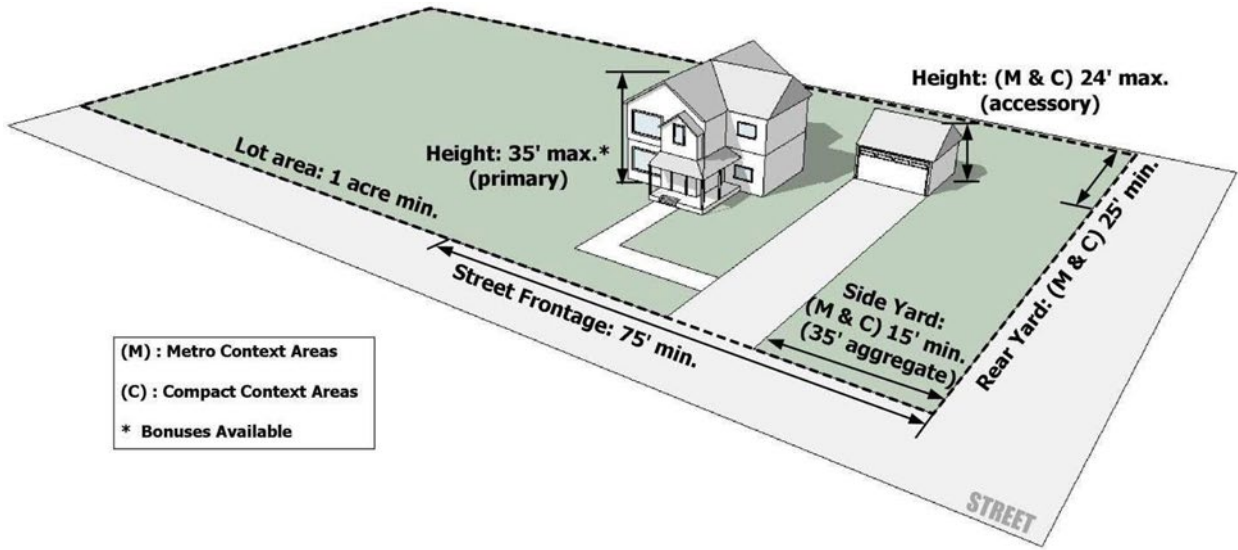 Height: (M & C) 24' max.
(accessory)
Height: 35' max.*
(primary)
Lot area: 1 acre min.
Street Frontage: 75' min.
Side Yard:
(M & C) 15' min.
(35' aggregate)
Rear Yard: (M & C) 25' min.
(M) : Metro Context Areas
(C) : Compact Context Areas
* Bonuses Available
STREET